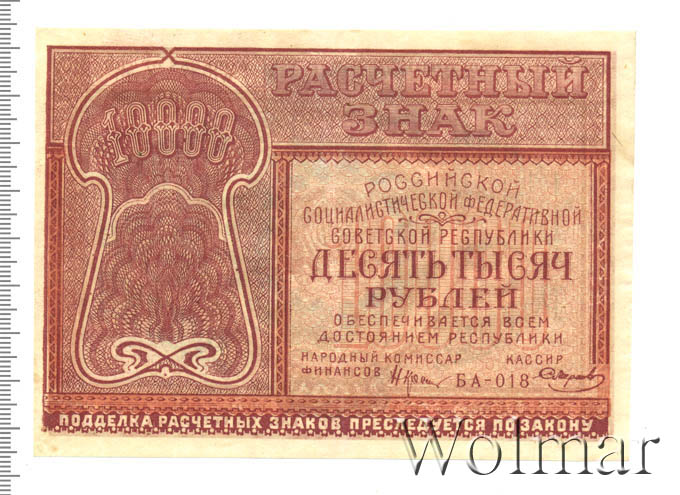 10000
РАСЧЕТНЫЙ
ЗНАК
РОССИЙСКОЙ
СОЦИАЛИСТИЧЕСКОЙ ФЕДЕРАТИВНОЙ
СОВЕТСКОЙ РЕСПУБЛИКИ
ДЕСЯТЬ ТЫСЯЧ
РУБЛЕЙ
ОБЕСПЕЧИВАЕТСЯ ВСЕМ
ДОСТОЯНИЕМ РЕСПУБЛИКИ
НАРОДНЫЙ КОМИССАР КАССИР
ФИНАНСОВ БА-018
ПОДДЕЛКА РАСЧЕТНЫХ ЗНАКОВ ПРЕСЛЕДУЕТСЯ ПО ЗАКОНУ
Wolmar